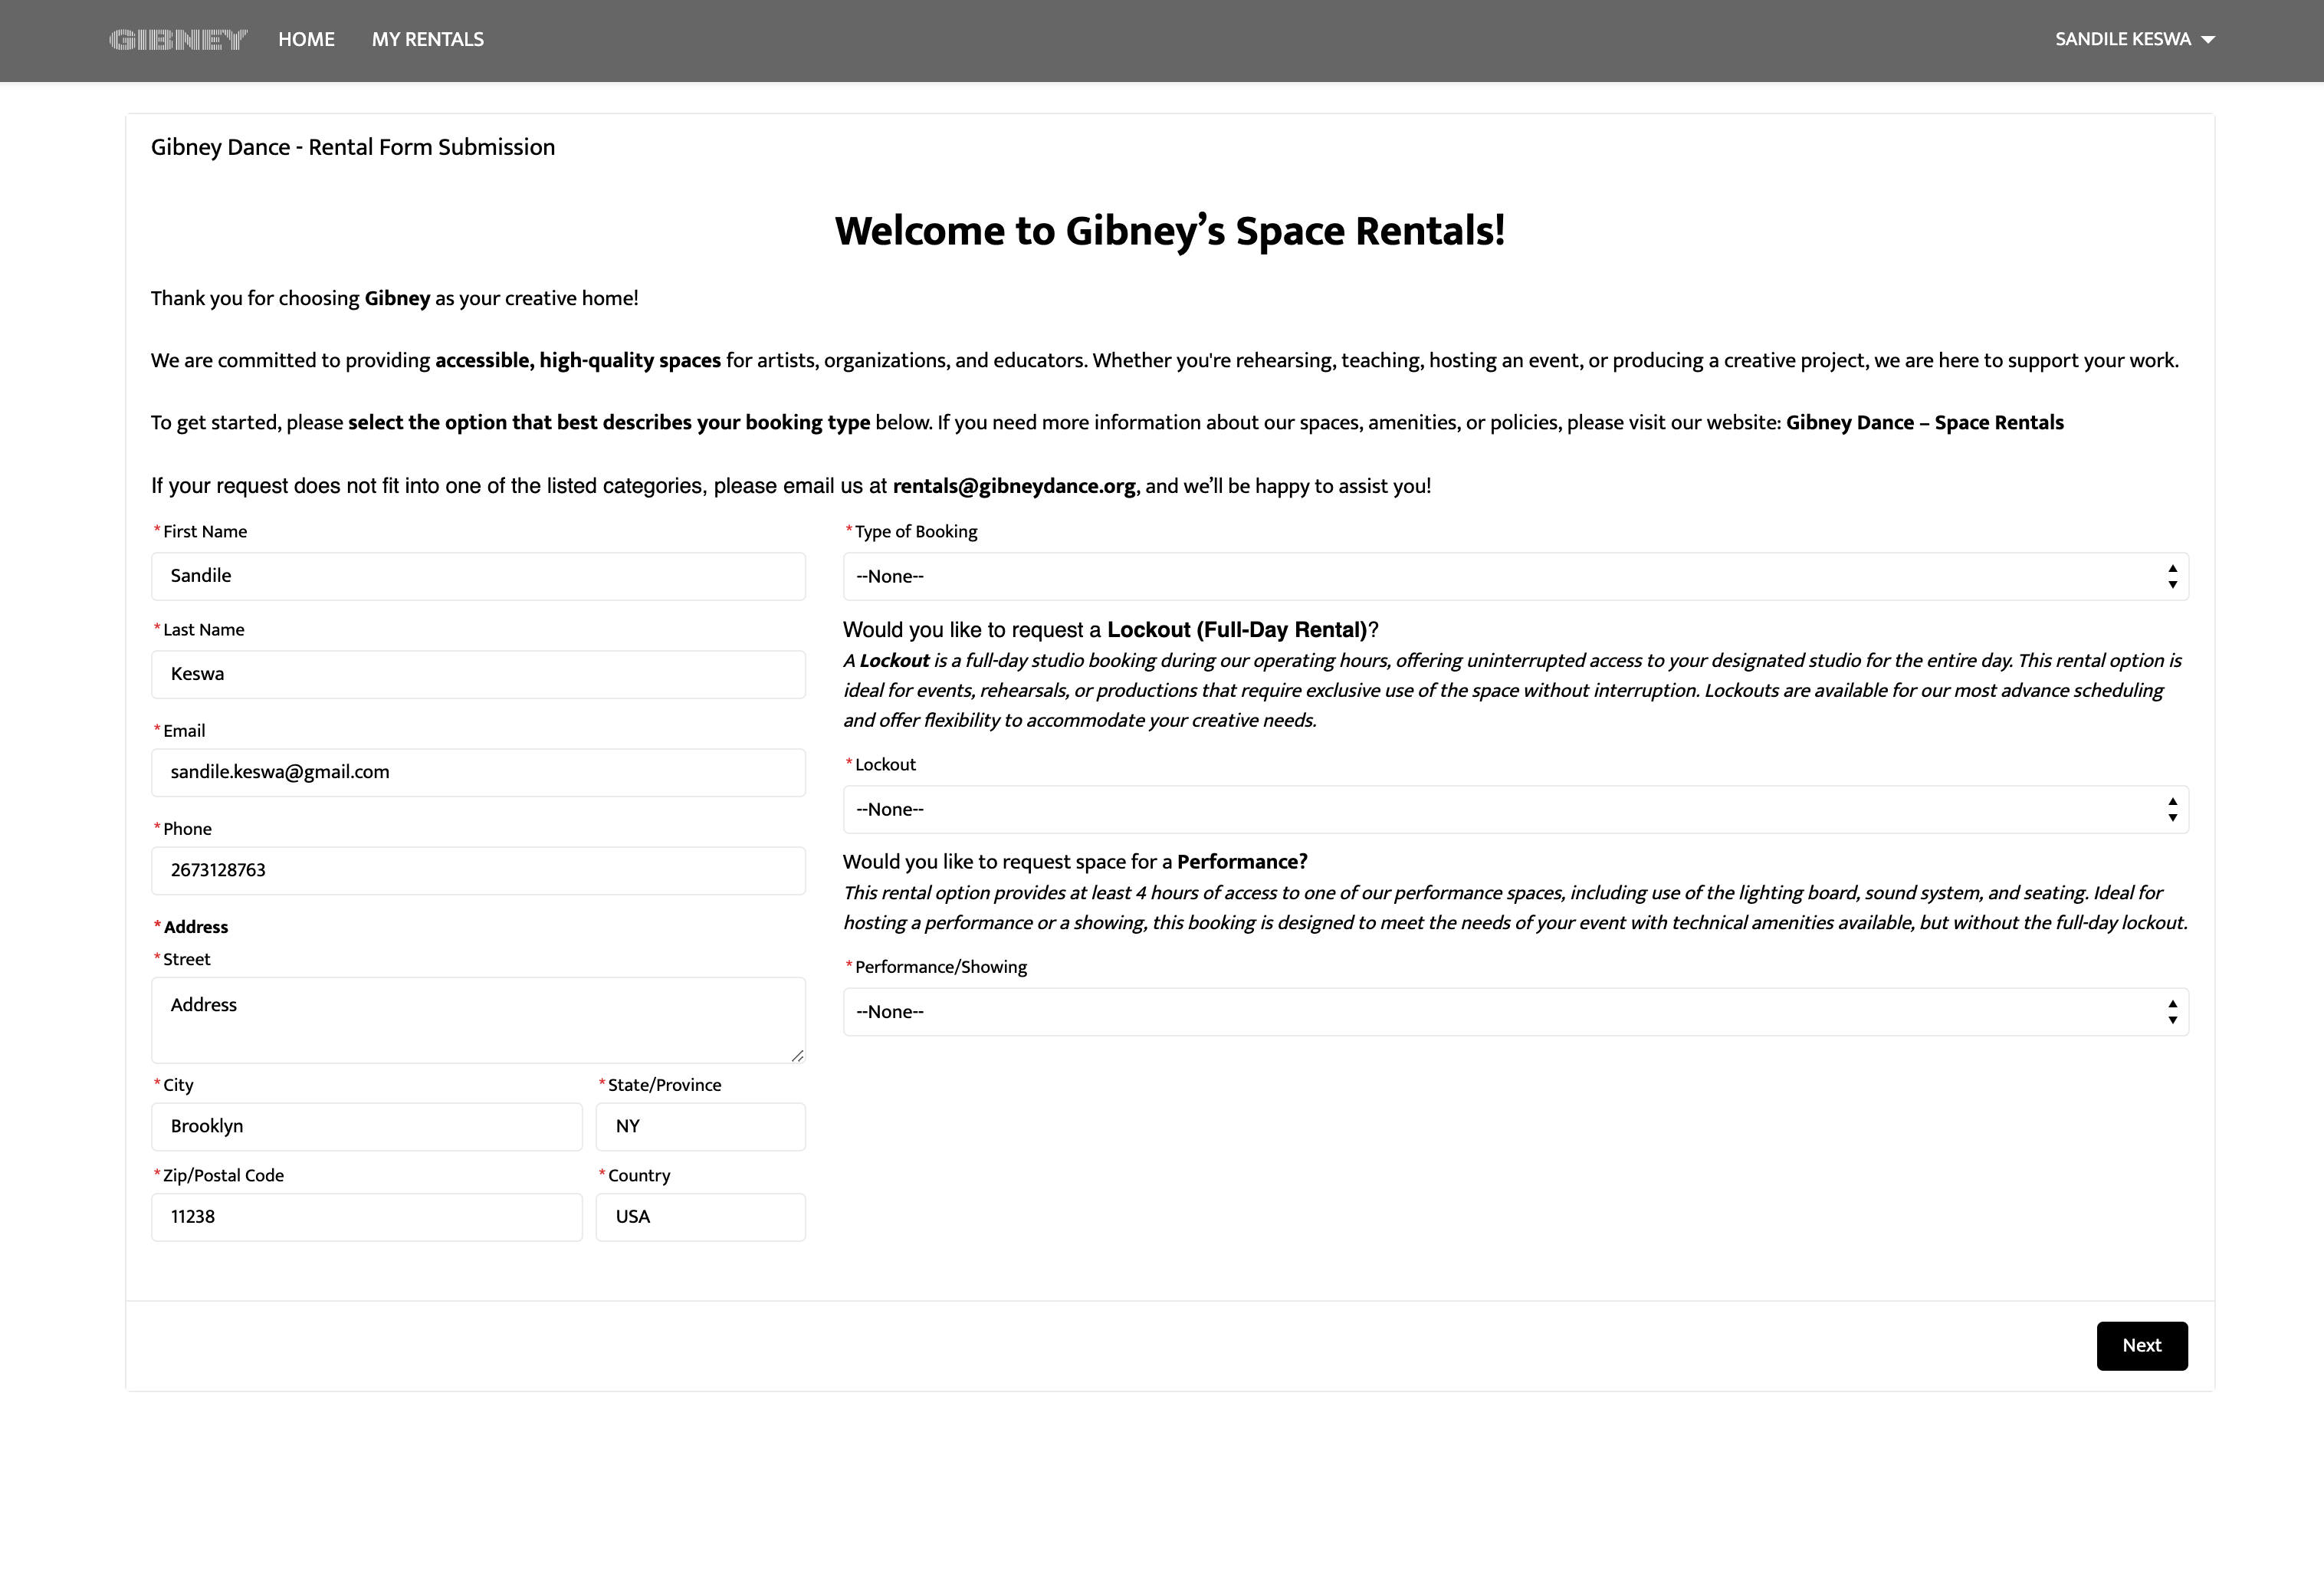 GIBNEY HOME MY RENTALS SANDILE KESWA
Gibney Dance - Rental Form Submission
Welcome to Gibney’s Space Rentals!
Thank you for choosing Gibney as your creative home!
We are committed to providing accessible, high-quality spaces for artists, organizations, and educators. Whether you're rehearsing, teaching, hosting an event, or producing a creative project, we are here to support your work.
To get started, please select the option that best describes your booking type below. If you need more information about our spaces, amenities, or policies, please visit our website: Gibney Dance – Space Rentals
If your request does not fit into one of the listed categories, please email us at rentals@gibneydance.org, and we’ll be happy to assist you!
*First Name
Sandile
*Last Name
Keswa
*Email
sandile.keswa@gmail.com
*Phone
2673128763
*Address
*Street
Address
*City
Brooklyn
*State/Province
NY
*Zip/Postal Code
11238
*Country
USA
*Type of Booking
--None--
Would you like to request a Lockout (Full-Day Rental)?
A Lockout is a full-day studio booking during our operating hours, offering uninterrupted access to your designated studio for the entire day. This rental option is
ideal for events, rehearsals, or productions that require exclusive use of the space without interruption. Lockouts are available for our most advance scheduling
and offer flexibility to accommodate your creative needs.
*Lockout
--None--
Would you like to request space for a Performance?
This rental option provides at least 4 hours of access to one of our performance spaces, including use of the lighting board, sound system, and seating. Ideal for
hosting a performance or a showing, this booking is designed to meet the needs of your event with technical amenities available, but without the full-day lockout.
*Performance/Showing
--None--
Next